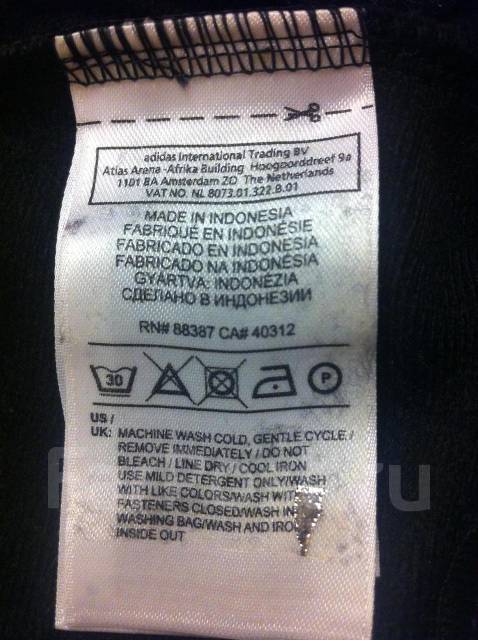 adidas International Trading BV
Atlas Arena -Afrika Building Hoogoorddreef 9a
1101 BA Amsterdam ZO The Netherlands
VAT NO. NL 8073.01.322.B.01
MADE IN INDONESIA
FABRIQUÉ EN INDONÉSIE
FABRICADO EN INDONESIA
FABRICADO NA INDONÉSIA
GYÁRTVA: INDONÉZIA
СДЕЛАНО В ИНДОНЕЗИИ
RN# 88387 CA# 40312
30
P
US /
UK: MACHINE WASH COLD, GENTLE CYCLE /
REMOVE IMMEDIATELY / DO NOT
BLEACH / LINE DRY / COOL IRON
USE MILD DETERGENT ONLY/WASH
WITH LIKE COLORS/WASH WITH
FASTENERS CLOSED/WASH IN
WASHING BAG/WASH AND IRON
INSIDE OUT